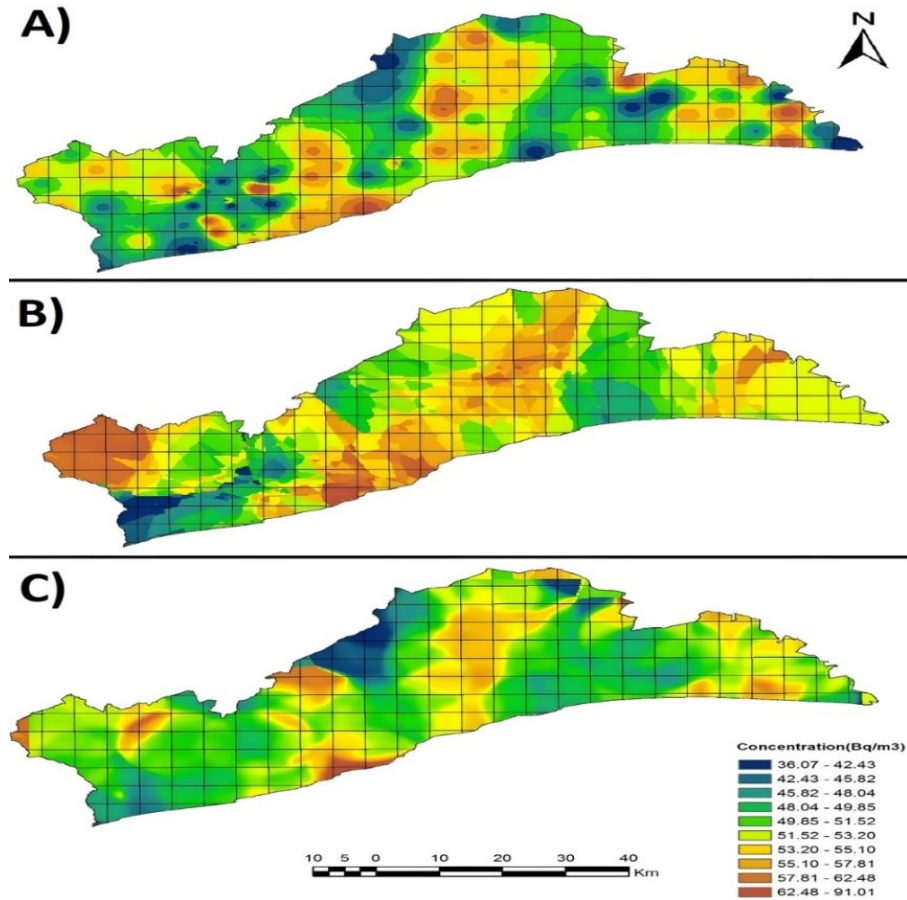 A)
N
B)
C)
Concentration(Bq/m3)
36.07 - 42.43
42.43 - 45.82
45.82 - 48.04
48.04 - 49.85
49.85 - 51.52
51.52 - 53.20
53.20 - 55.10
55.10 - 57.81
57.81 - 62.48
62.48 - 91.01
10 5 0 10 20 30 40
Km